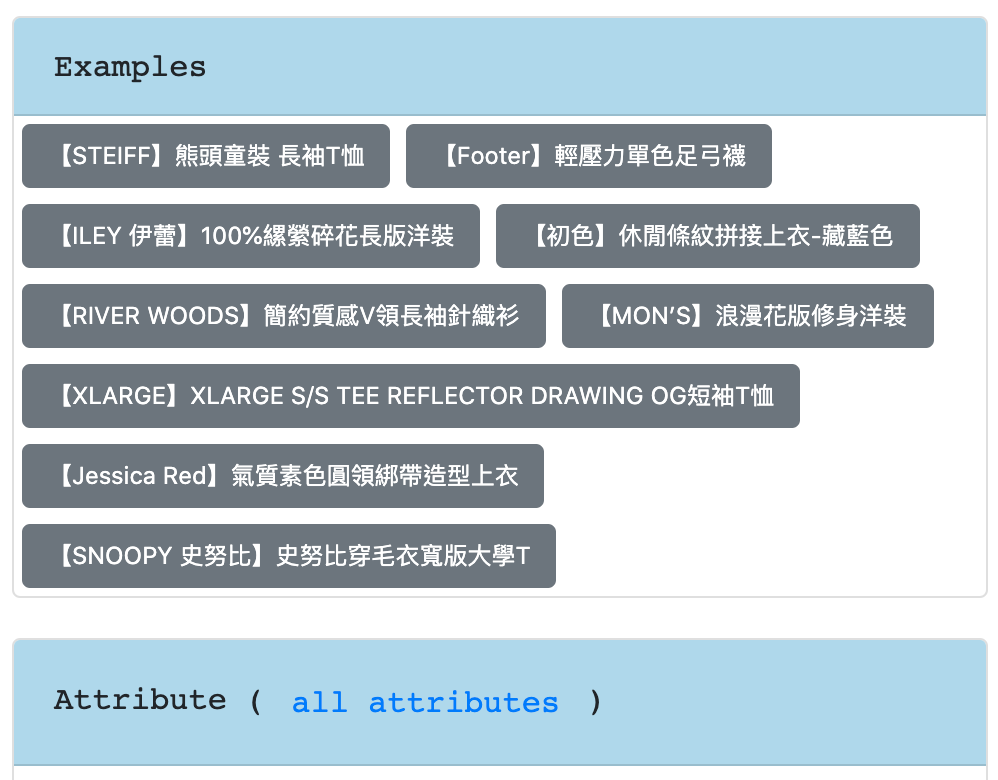 Examples
【STEIFF】熊頭童裝 長袖T恤
【Footer】輕壓力單色足弓襪
【ILEY 伊蕾】100%縲縈碎花長版洋裝
【初色】休閒條紋拼接上衣-藏藍色
【RIVER WOODS】簡約質感V領長袖針織衫
【MON’S】浪漫花版修身洋裝
【XLARGE】XLARGE S/S TEE REFLECTOR DRAWING OG短袖T恤
【Jessica Red】氣質素色圓領綁帶造型上衣
【SNOOPY 史努比】史努比穿毛衣寬版大學T
Attribute ( all attributes )